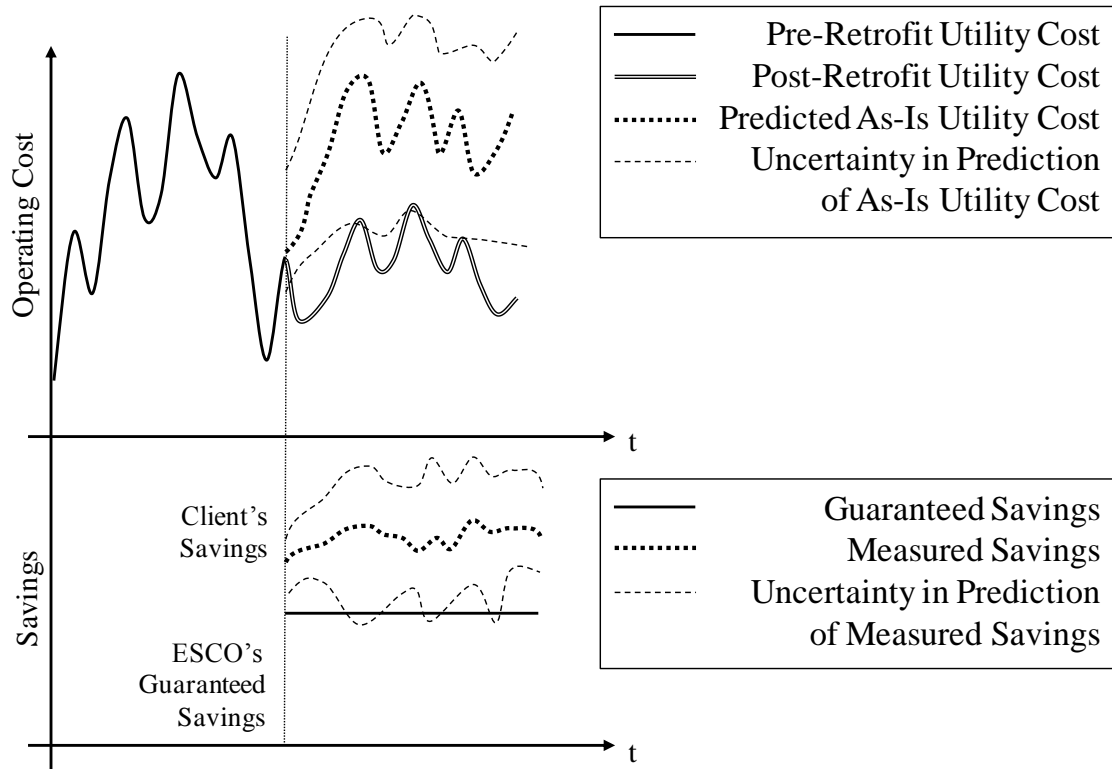 Operating Cost
Pre-Retrofit Utility Cost
Post-Retrofit Utility Cost
Predicted As-Is Utility Cost
Uncertainty in Prediction
of As-Is Utility Cost
t
Savings
Client's
Savings
ESCO's
Guaranteed
Savings
Guaranteed Savings
Measured Savings
Uncertainty in Prediction
of Measured Savings
t